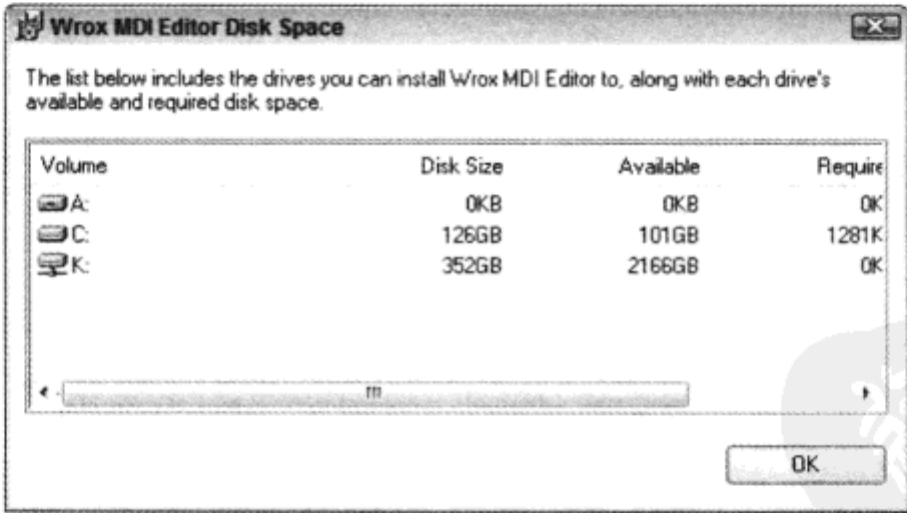 Wrox MDI Editor Disk Space
The list below includes the drives you can install Wrox MDI Editor to, along with each drive's
available and required disk space.
Volume Disk Size Available Require
A: 0KB 0KB 0K
C: 126GB 101GB 1281K
K: 352GB 2166GB 0K
OK